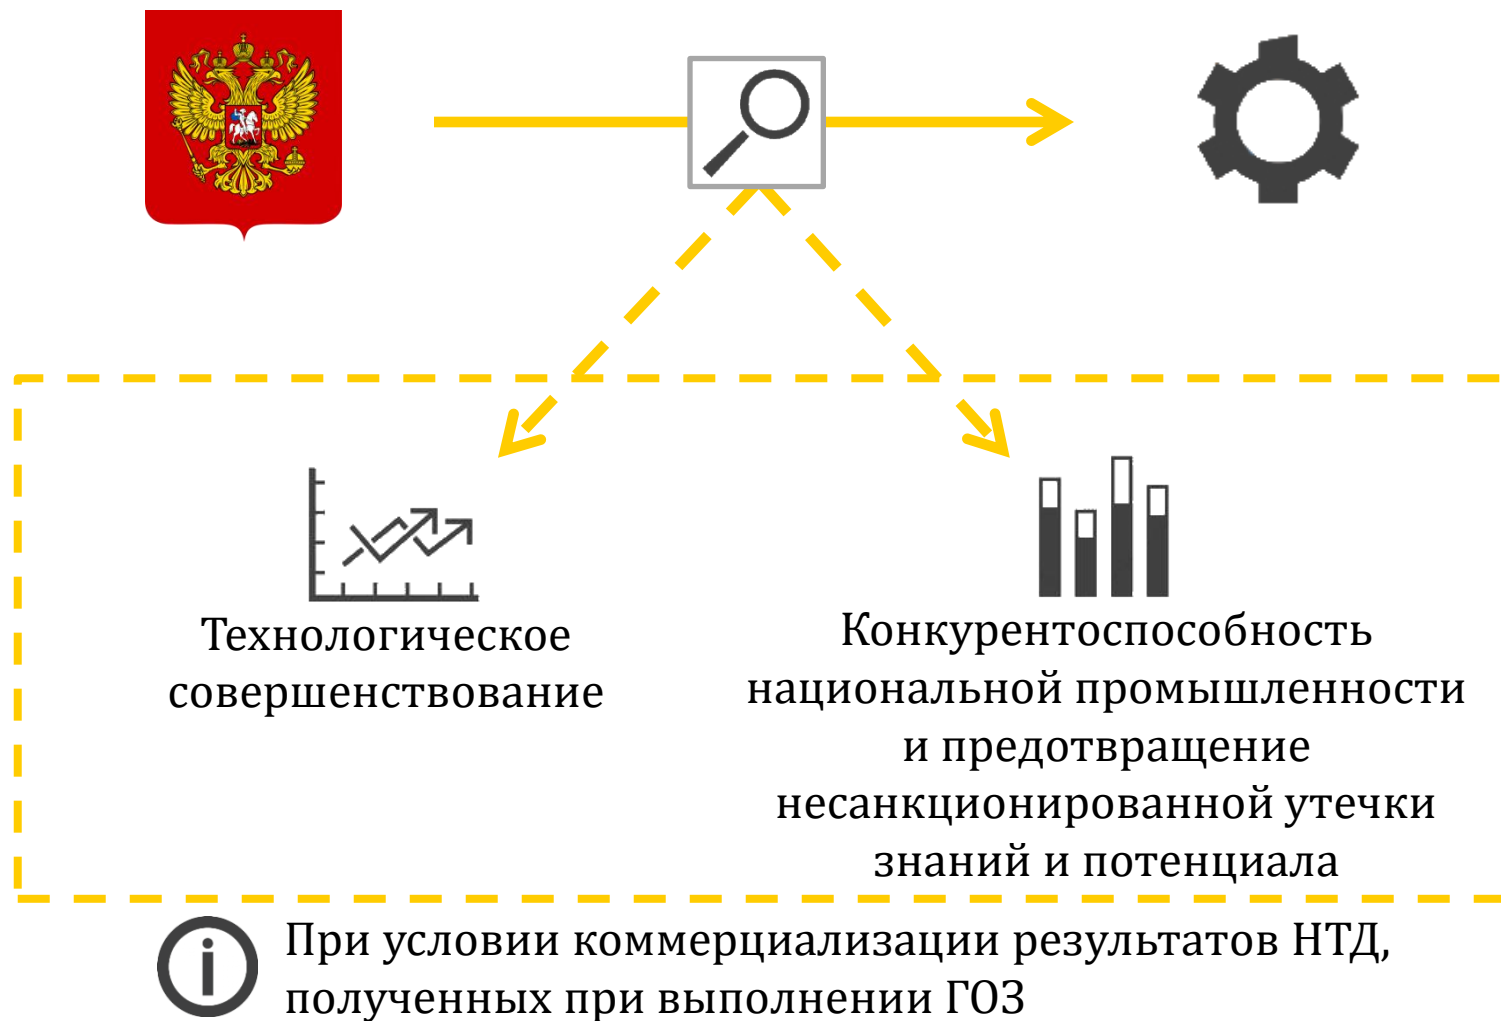 Технологическое
совершенствование
Конкурентоспособность
национальной промышленности
и предотвращение
несанкционированной утечки
знаний и потенциала
При условии коммерциализации результатов НТД,
полученных при выполнении ГОЗ